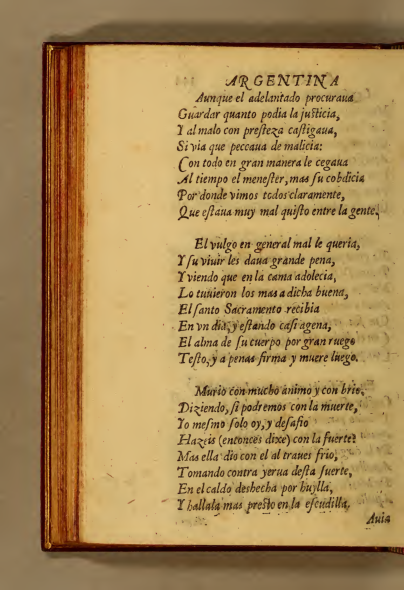 ARGENTINA
Aunque el adelantado procuraua
Guardar quanto podia la justicia,
Y al malo con presteza castigaua,
Si via que peccaua de malicia:
Con todo en gran manera le cegaua
Al tiempo el menester, mas su cobdicia
Por donde vimos todos claramente,
Que estaua muy mal quisto entre la gente.
El vulgo en general mal le queria,
Y su viuir les daua grande pena,
Y viendo que en la cama adolecia,
Lo tuuieron los mas a dicha buena,
El santo Sacramento recibia
En vn dia, y estando casi agena,
El alma de su cuerpo por gran ruego
Testo, y a penas firma y muere luego.
Murio con mucho animo y con brio,
Diziendo, si podremos con la muerte,
Yo mesmo solo oy, y desafio
Hazeis (entonces dixe) con la fuerte?
Mas ella dio con el al traues frio,
Tomando contra yerua desta suerte,
En el caldo deshecha por huylla,
Y hallala mas presto en la escudilla,
Auia